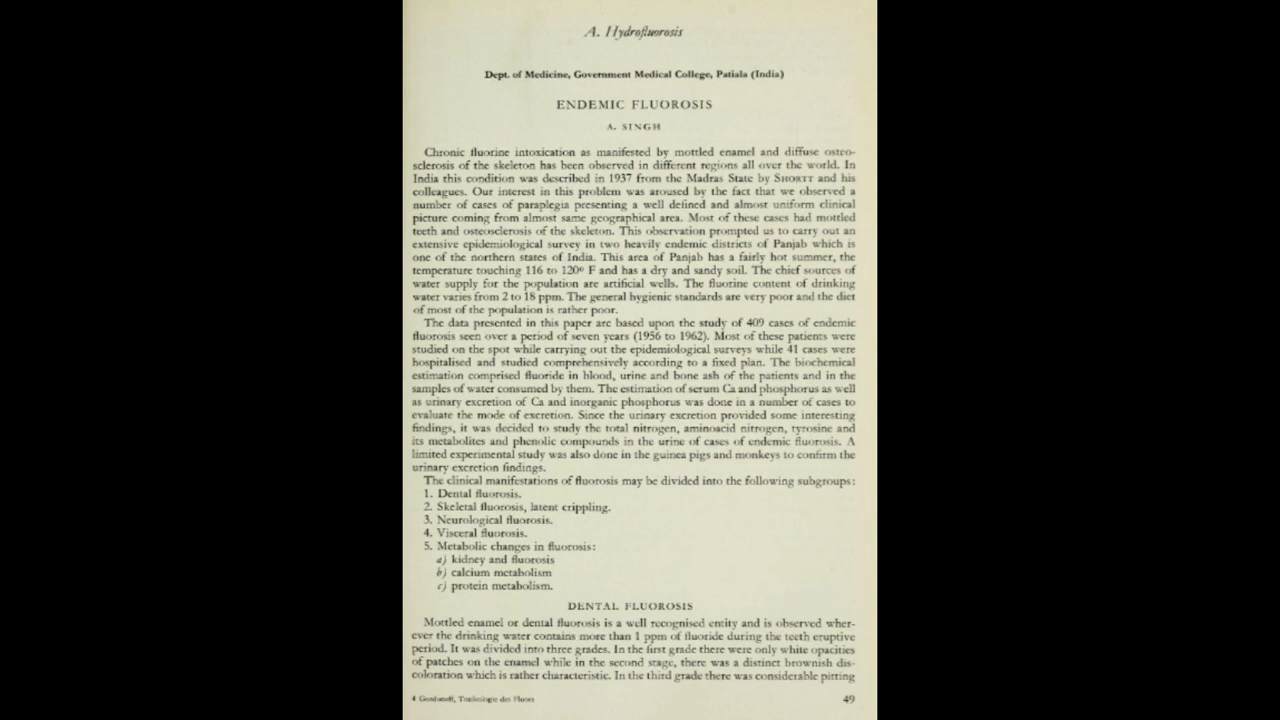 A. Hydrofluorosis
Dept. of Medicine, Government Medical College, Patiala (India)
ENDEMIC FLUOROSIS
A. SINGH
Chronic fluorine intoxication as manifested by mottled enamel and diffuse osteo-
sclerosis of the skeleton has been observed in different regions all over the world. In
India this condition was described in 1937 from the Madras State by SHORTT and his
colleagues. Our interest in this problem was aroused by the fact that we observed a
number of cases of paraplegia presenting a well defined and almost uniform clinical
picture coming from almost same geographical area. Most of these cases had mottled
teeth and osteosclerosis of the skeleton. This observation prompted us to carry out an
extensive epidemiological survey in two heavily endemic districts of Panjab which is
one of the northern states of India. This area of Panjab has a fairly hot summer, the
temperature touching 116 to 120° F and has a dry and sandy soil. The chief sources of
water supply for the population are artificial wells. The fluorine content of drinking
water varies from 2 to 18 ppm. The general hygienic standards are very poor and the diet
of most of the population is rather poor.
The data presented in this paper are based upon the study of 409 cases of endemic
fluorosis seen over a period of seven years (1956 to 1962). Most of these patients were
studied on the spot while carrying out the epidemiological surveys while 41 cases were
hospitalised and studied comprehensively according to a fixed plan. The biochemical
estimation comprised fluoride in blood, urine and bone ash of the patients and in the
samples of water consumed by them. The estimation of serum Ca and phosphorus as well
as urinary excretion of Ca and inorganic phosphorus was done in a number of cases to
evaluate the mode of excretion. Since the urinary excretion provided some interesting
findings, it was decided to study the total nitrogen, aminoacid nitrogen, tyrosine and
its metabolites and phenolic compounds in the urine of cases of endemic fluorosis. A
limited experimental study was also done in the guinea pigs and monkeys to confirm the
urinary excretion findings.
The clinical manifestations of fluorosis may be divided into the following subgroups:
1. Dental fluorosis.
2. Skeletal fluorosis, latent crippling.
3. Neurological fluorosis.
4. Visceral fluorosis.
5. Metabolic changes in fluorosis:
a) kidney and fluorosis
b) calcium metabolism
c) protein metabolism.
DENTAL FLUOROSIS
Mottled enamel or dental fluorosis is a well recognised entity and is observed wher-
ever the drinking water contains more than 1 ppm of fluoride during the teeth eruptive
period. It was divided into three grades. In the first grade there were only white opacities
of patches on the enamel while in the second stage, there was a distinct brownish dis-
coloration which is rather characteristic. In the third grade there was considerable pitting
4 Gordonoff, Toxikologie des Fluors
49